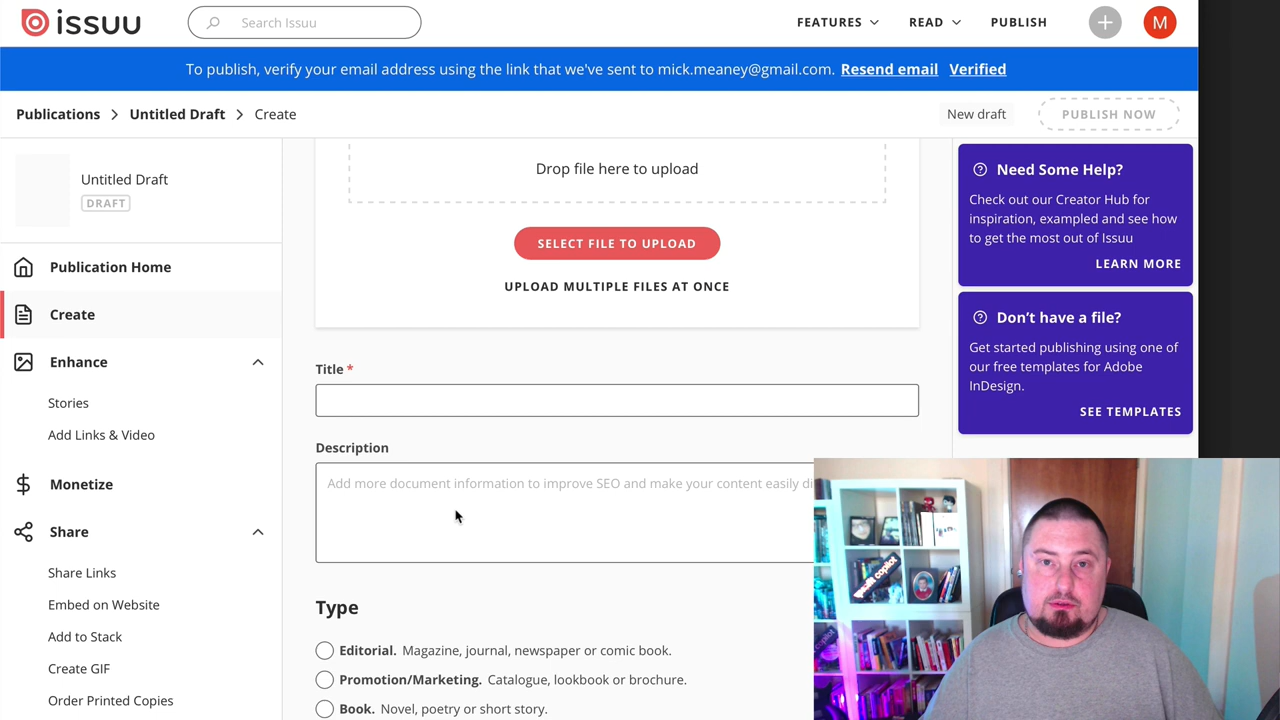 issuu
Search Issuu
FEATURES
READ
PUBLISH
M
To publish, verify your email address using the link that we've sent to mick.meaney@gmail.com. Resend email Verified
Publications > Untitled Draft > Create
New draft
PUBLISH NOW
Untitled Draft
DRAFT
Publication Home
Create
Enhance
Stories
Add Links & Video
Monetize
Share
Share Links
Embed on Website
Add to Stack
Create GIF
Order Printed Copies
Drop file here to upload
SELECT FILE TO UPLOAD
UPLOAD MULTIPLE FILES AT ONCE
Title *
Description
Add more document information to improve SEO and make your content easily di
Type
Editorial. Magazine, journal, newspaper or comic book.
Promotion/Marketing. Catalogue, lookbook or brochure.
Book. Novel, poetry or short story.
Need Some Help?
Check out our Creator Hub for
inspiration, exampled and see how
to get the most out of Issuu
LEARN MORE
Don't have a file?
Get started publishing using one of
our free templates for Adobe
InDesign.
SEE TEMPLATES